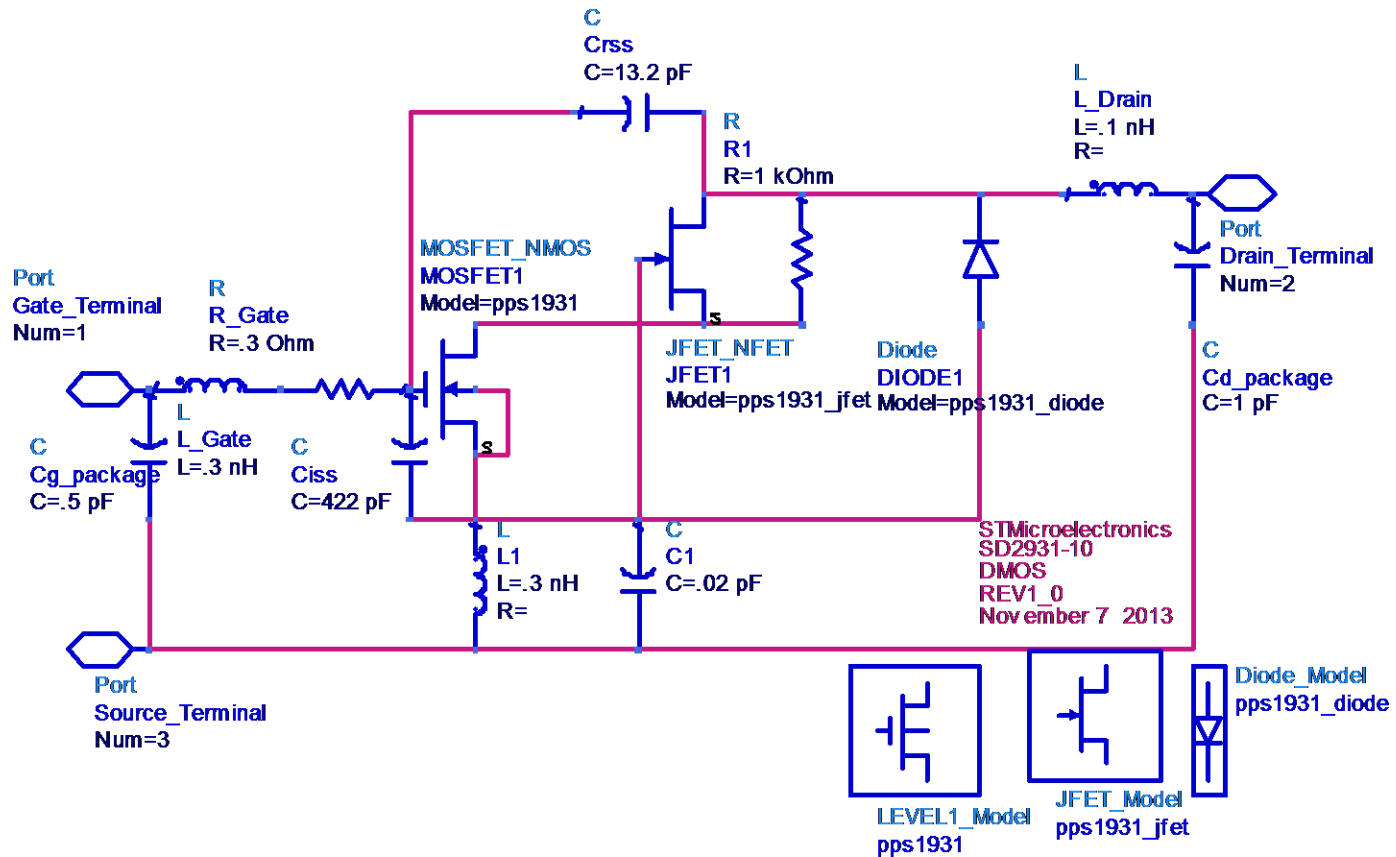 C
Crss
C=13.2 pF
L
L_Drain
L=.1 nH
R=
R
R1
R=1 kOhm
MOSFET_NMOS
MOSFET1
Model=pps1931
Port
Drain_Terminal
Num=2
Port
Gate_Terminal
Num=1
R
R_Gate
R=.3 Ohm
S
JFET_NFET
JFET1
Model=pps1931_jfet
Diode
DIODE1
Model=pps1931_diode
C
Cd_package
C=1 pF
L
L_Gate
L=.3 nH
C
Cg_package
C=.5 pF
C
Ciss
C=422 pF
S
L
L1
L=.3 nH
R=
C
C1
C=.02 pF
STMicroelectronics
SD2931-10
DMOS
REV1_0
November 7 2013
Port
Source_Terminal
Num=3
LEVEL1_Model
pps1931
JFET_Model
pps1931_jfet
Diode_Model
pps1931_diode